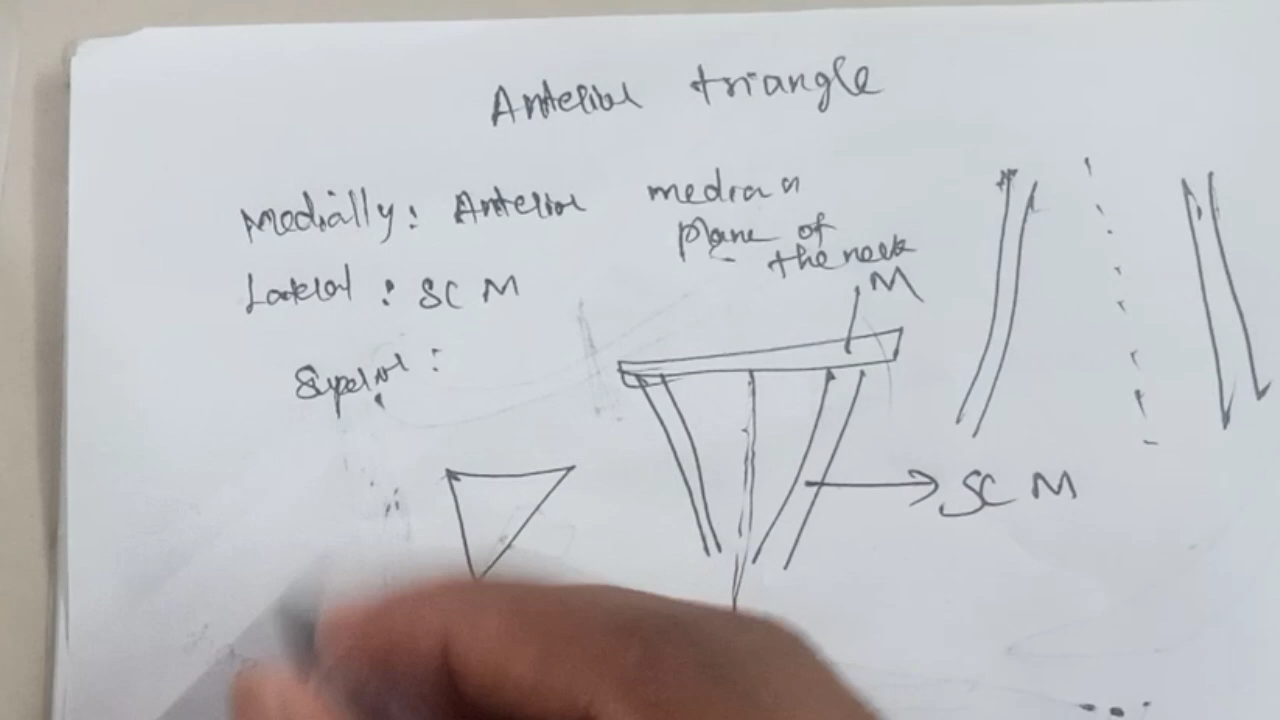 Anterior triangle
Medially: Anterior median
plane of
the neck
Lateral: SCM
M
Superior:
SCM